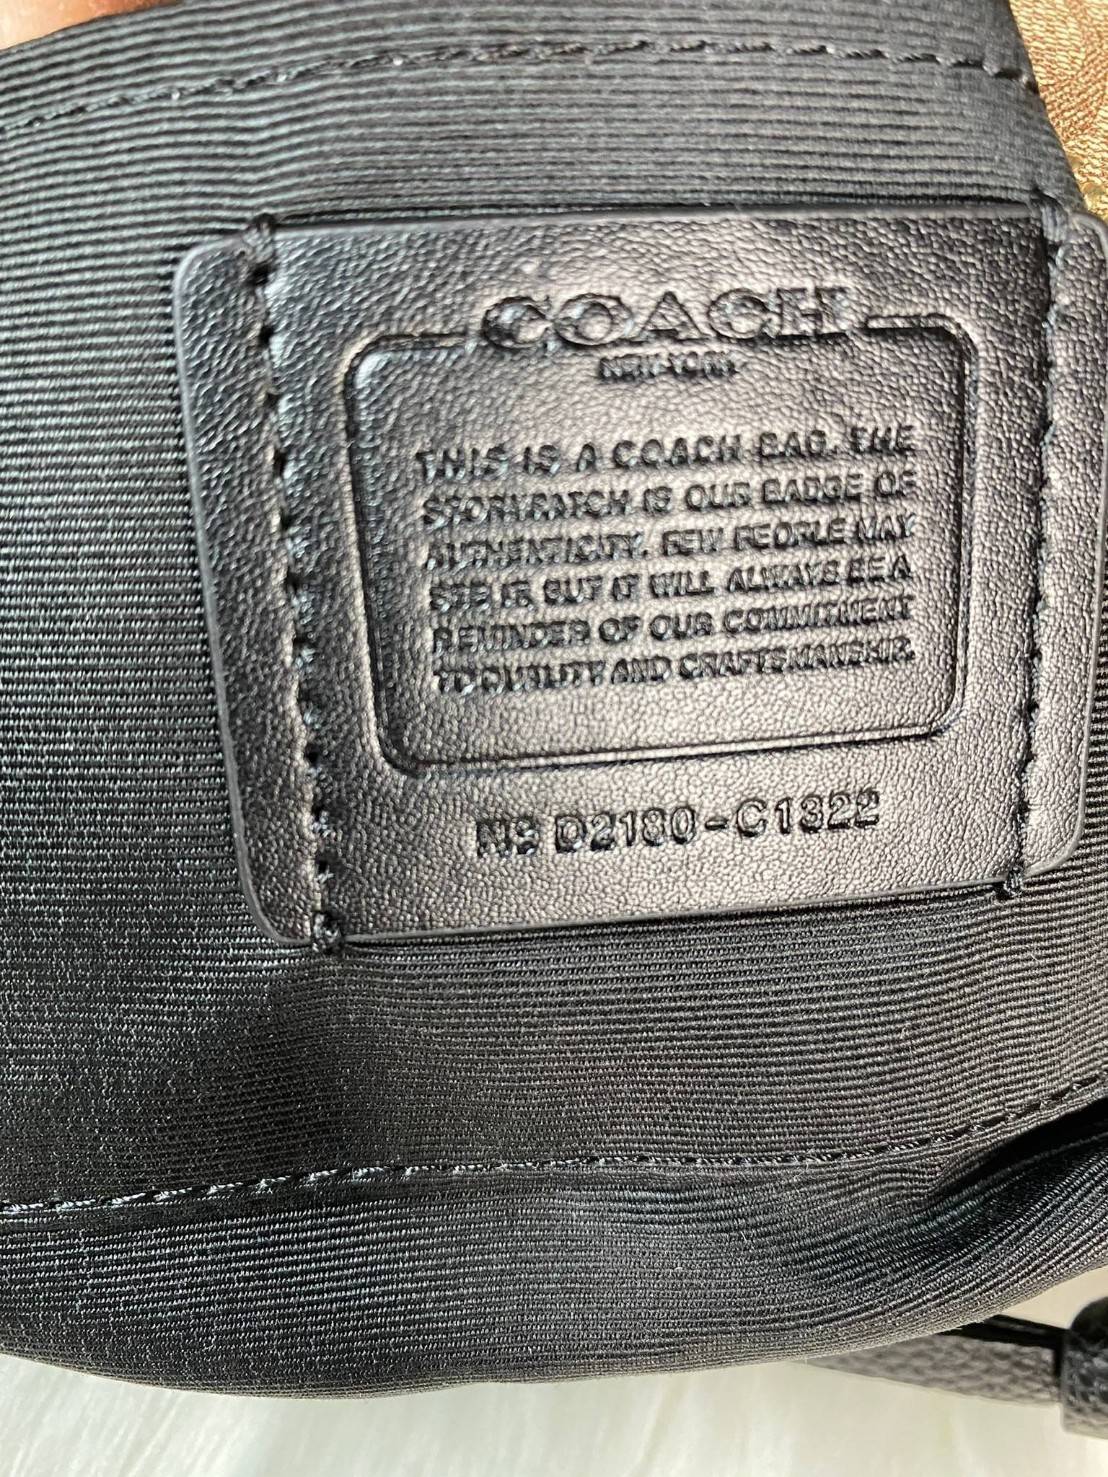 COACH
NEW YORK
THIS IS A COACH BAG. THE
STORYPATCH IS OUR BADGE OF
AUTHENTICITY. FEW PEOPLE MAY
SEE IT, BUT IT WILL ALWAYS BE A
REMINDER OF OUR COMMITMENT
TO QUALITY AND CRAFTSMANSHIP.
Nº D2180-C1322